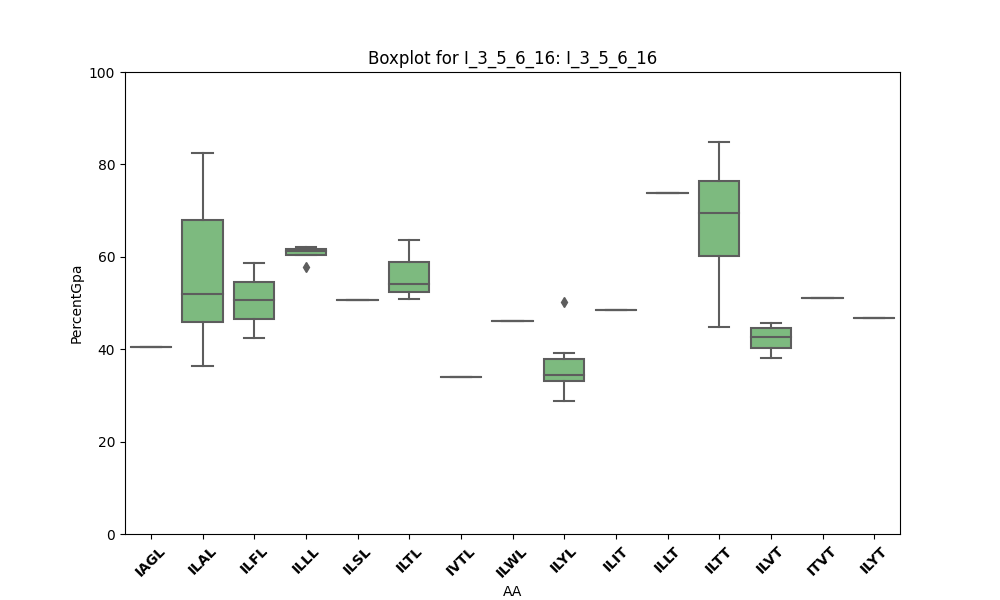 Boxplot for I_3_5_6_16: I_3_5_6_16
100
80
60
40
20
0
PercentGpa
IAGL ILAL ILFL ILLL ILSL ILTL IVTL ILWL ILYL ILIT ILLT ILTT ILVT ITVT ILYT
AA